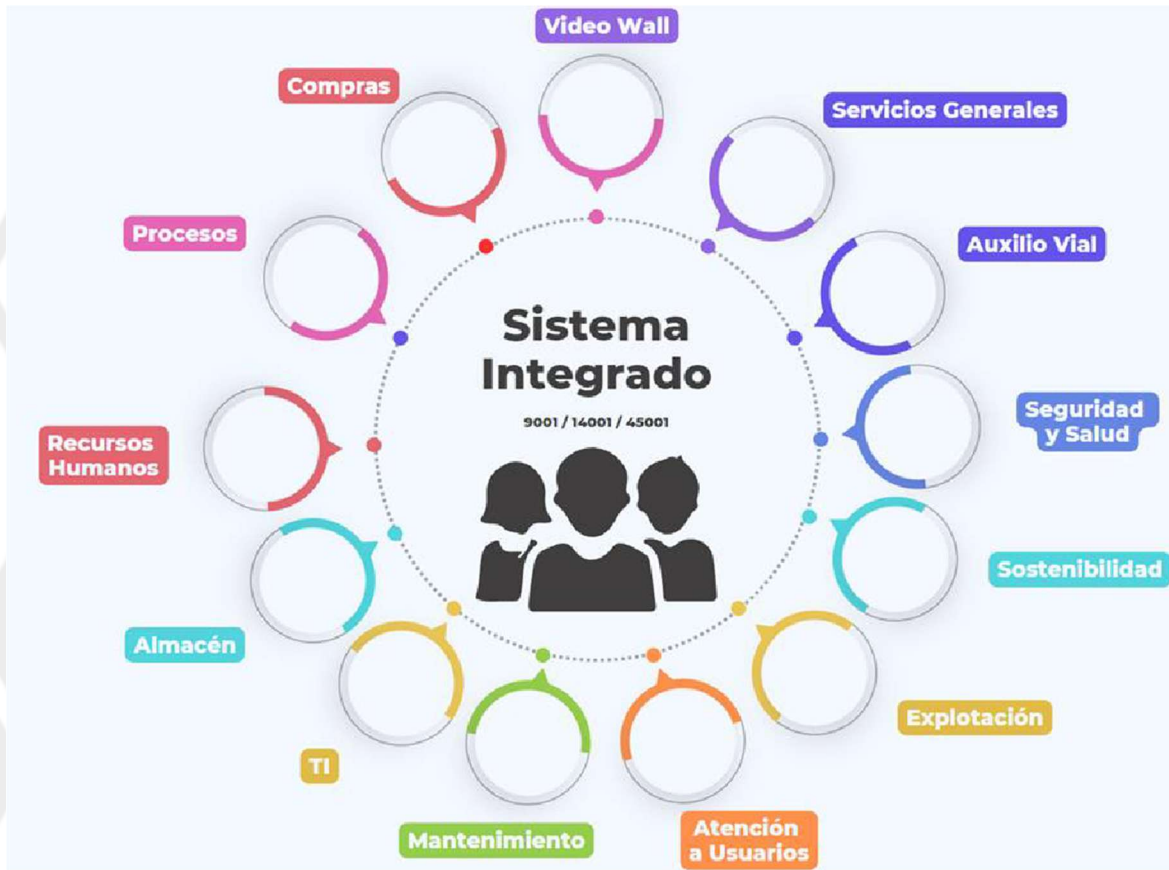 Video Wall
Compras
Servicios Generales
Procesos
Auxilio Vial
Sistema
Integrado
9001 / 14001 / 45001
Seguridad
y Salud
Recursos
Humanos
Sostenibilidad
Almacén
Explotación
TI
Mantenimiento
Atención
a Usuarios